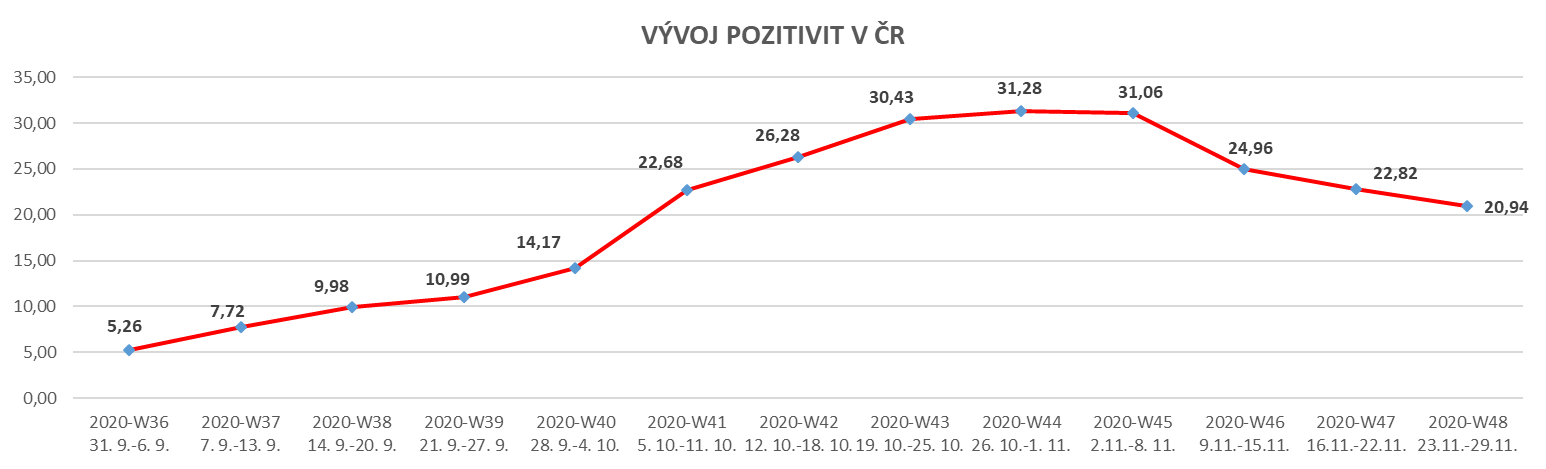 VÝVOJ POZITIVIT V ČR
35,00
30,00
25,00
20,00
15,00
10,00
5,00
0,00
5,26
7,72
9,98
10,99
14,17
22,68
26,28
30,43
31,28
31,06
24,96
22,82
20,94
2020-W36
31. 9.-6. 9.
2020-W37
7. 9.-13. 9.
2020-W38
14. 9.-20. 9.
2020-W39
21. 9.-27. 9.
2020-W40
28. 9.-4. 10.
2020-W41
5. 10.-11. 10.
2020-W42
12. 10.-18. 10.
2020-W43
19. 10.-25. 10.
2020-W44
26. 10.-1. 11.
2020-W45
2.11.-8. 11.
2020-W46
9.11.-15.11.
2020-W47
16.11.-22.11.
2020-W48
23.11.-29.11.